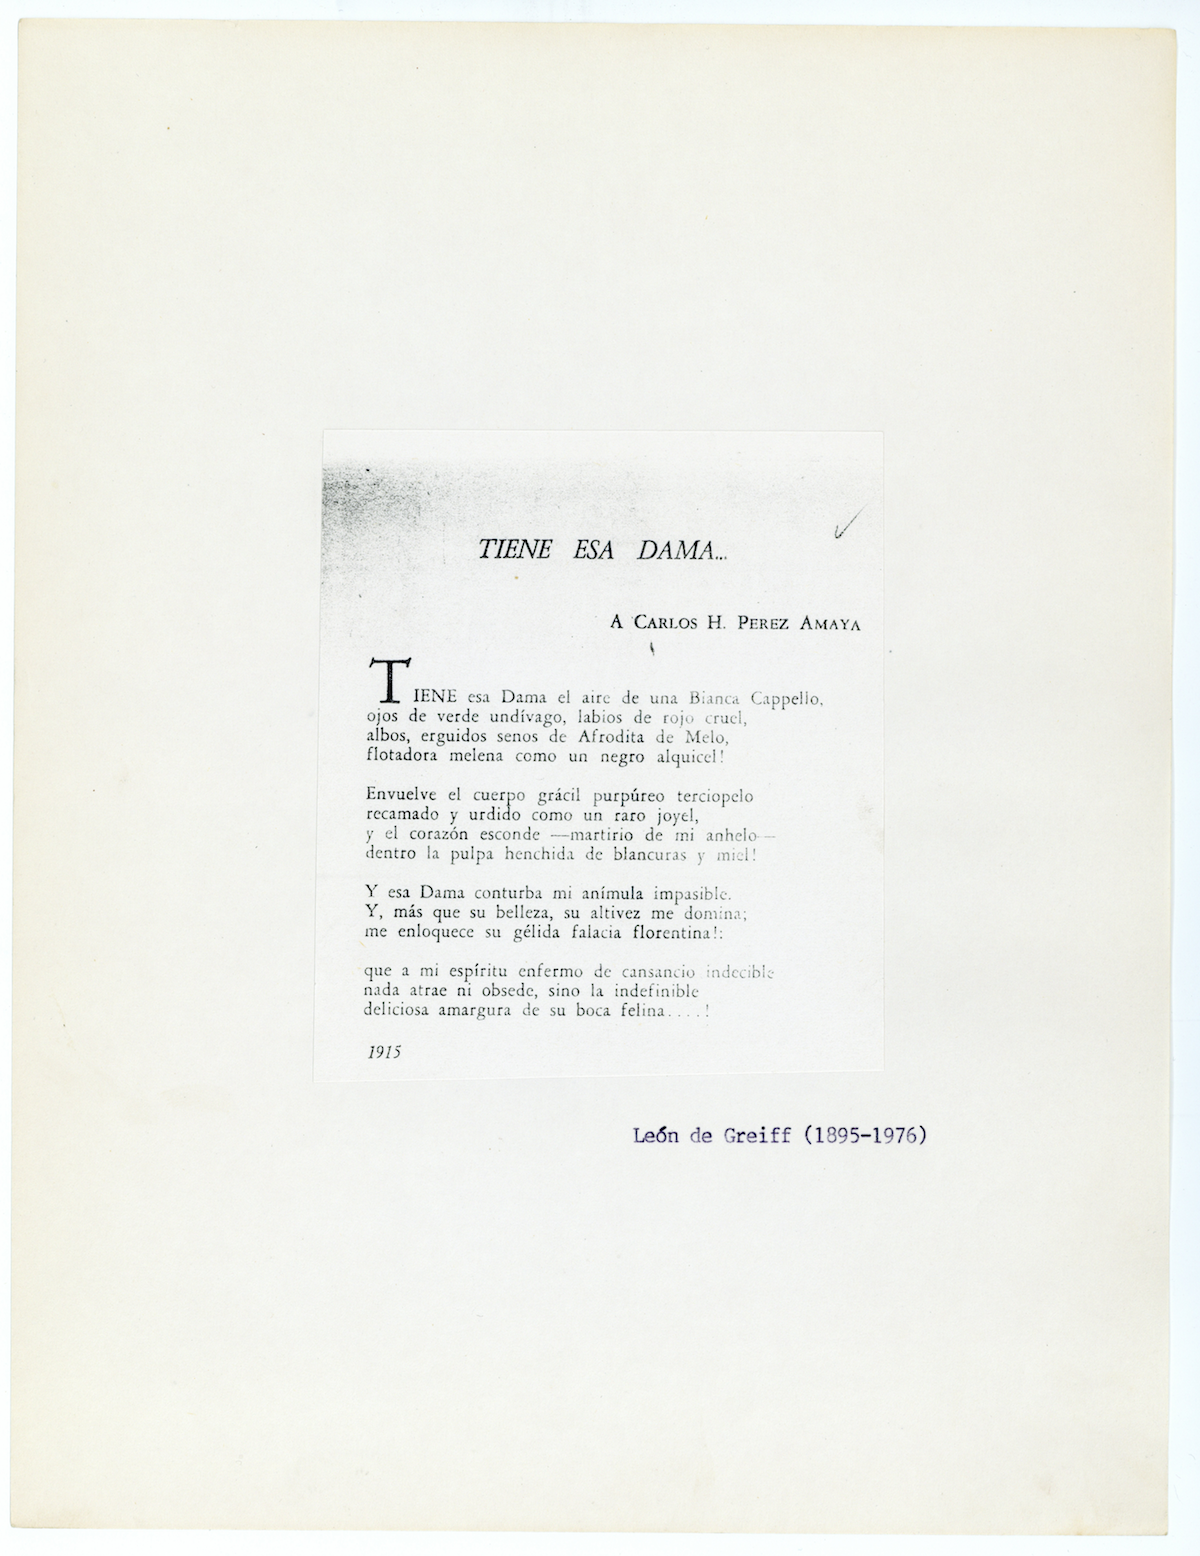 TIENE ESA DAMA...
A CARLOS H. PEREZ AMAYA
TIENE esa Dama el aire de una Bianca Cappello,
ojos de verde undívago, labios de rojo cruel,
albos, erguidos senos de Afrodita de Melo,
flotadora melena como un negro alquicel!
Envuelve el cuerpo grácil purpúreo terciopelo
recamado y urdido como un raro joyel,
y el corazón esconde —martirio de mi anhelo—
dentro la pulpa henchida de blancuras y miel!
Y esa Dama conturba mi anímula impasible.
Y, más que su belleza, su altivez me domina;
me enloquece su gélida falacia florentina!:
que a mi espíritu enfermo de cansancio indecible
nada atrae ni obsede, sino la indefinible
deliciosa amargura de su boca felina....!
1915
León de Greiff (1895-1976)